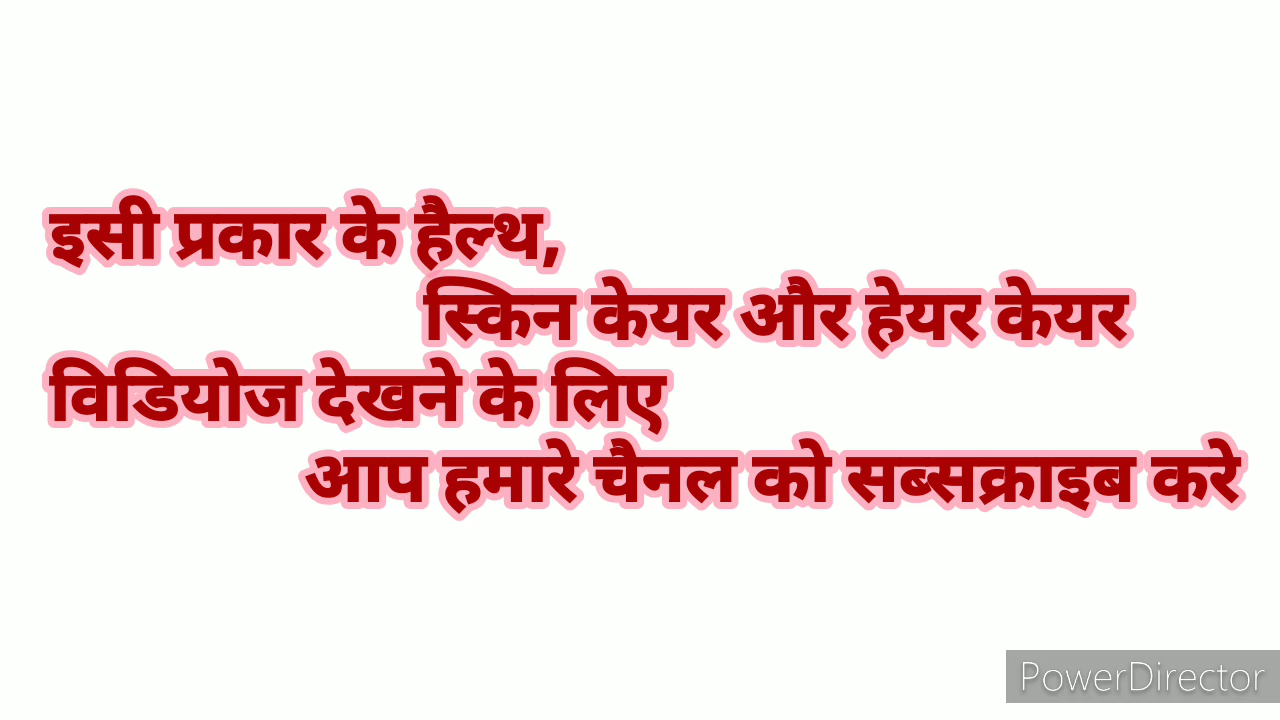 इसी प्रकार के हैल्थ,
स्किन केयर और हेयर केयर
विडियोज देखने के लिए
आप हमारे चैनल को सब्सक्राइब करे
PowerDirector